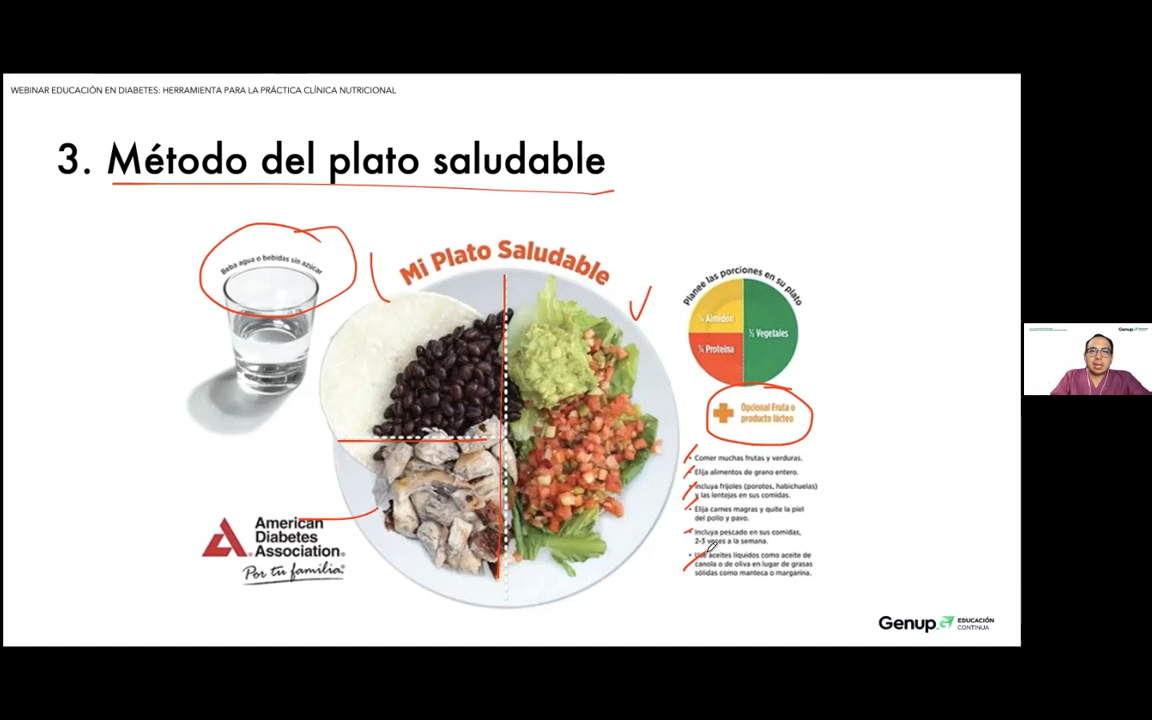 WEBINAR EDUCACIÓN EN DIABETES: HERRAMIENTA PARA LA PRÁCTICA CLÍNICA NUTRICIONAL
3. Método del plato saludable
Beba agua o bebidas sin azúcar
Mi Plato Saludable
Planee las porciones en su plato
¼ Almidón
½ Vegetales
¼ Proteína
Opcional Fruta o
producto lácteo
• Comer muchas frutas y verduras.
• Elija alimentos de grano entero.
• Incluya frijoles (porotos, habichuelas)
y las lentejas en sus comidas.
• Elija carnes magras y quite la piel
del pollo y pavo.
• Incluya pescado en sus comidas,
2-3 veces a la semana.
• Use aceites líquidos como aceite de
canola o de oliva en lugar de grasas
sólidas como manteca o margarina.
American
Diabetes
Association®
Por tu familia®
Genup G EDUCACIÓN
CONTINUA
Genup